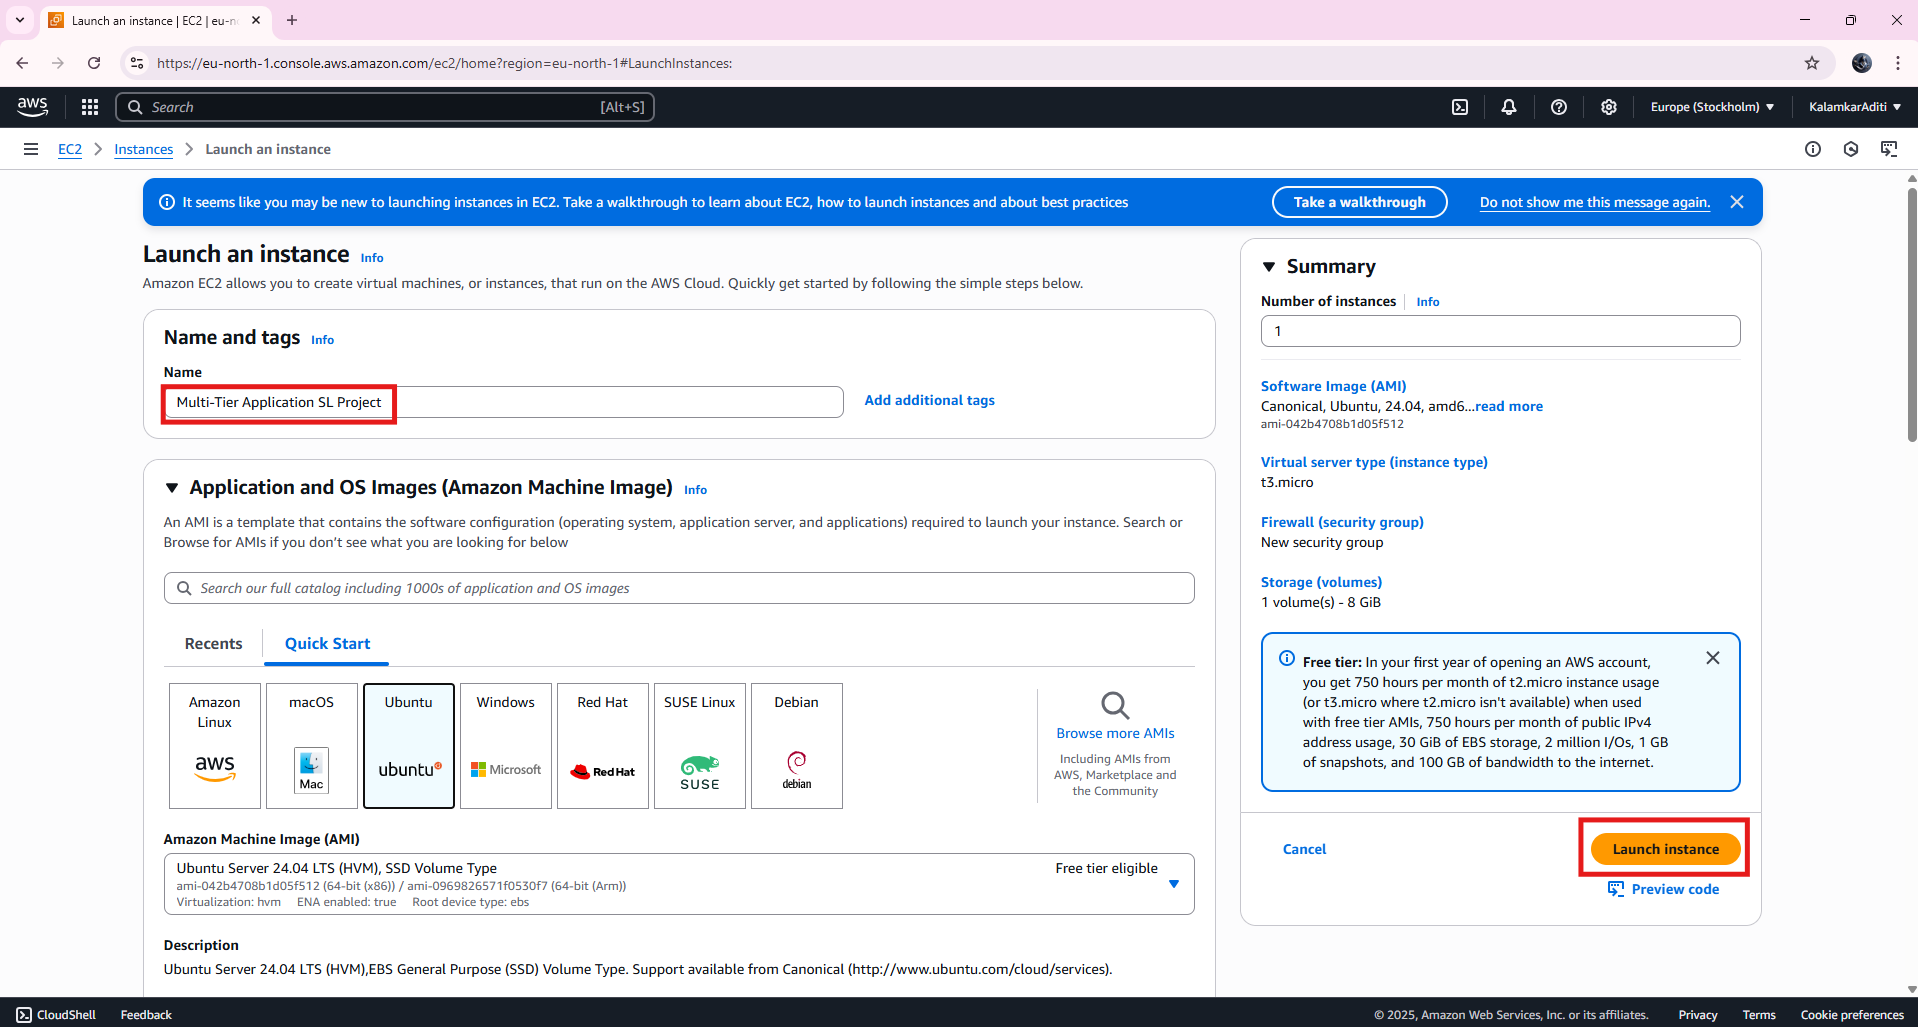 Launch an instance | EC2 | eu-n
https://eu-north-1.console.aws.amazon.com/ec2/home?region=eu-north-1#LaunchInstances:
aws
Search
[Alt+S]
Europe (Stockholm)
KalamkarAditi
EC2
Instances
Launch an instance
It seems like you may be new to launching instances in EC2. Take a walkthrough to learn about EC2, how to launch instances and about best practices
Take a walkthrough
Do not show me this message again.
Launch an instance Info
Amazon EC2 allows you to create virtual machines, or instances, that run on the AWS Cloud. Quickly get started by following the simple steps below.
Name and tags Info
Name
Multi-Tier Application SL Project
Add additional tags
Application and OS Images (Amazon Machine Image) Info
An AMI is a template that contains the software configuration (operating system, application server, and applications) required to launch your instance. Search or
Browse for AMIs if you don't see what you are looking for below
Search our full catalog including 1000s of application and OS images
Recents
Quick Start
Amazon
Linux
aws
macOS
Mac
Ubuntu
ubuntu
Windows
Microsoft
Red Hat
RedHat
SUSE Linux
SUSE
Debian
debian
Browse more AMIs
Including AMIs from
AWS, Marketplace and
the Community
Amazon Machine Image (AMI)
Ubuntu Server 24.04 LTS (HVM), SSD Volume Type
Free tier eligible
ami-042b4708b1d05f512 (64-bit (x86)) / ami-0969826571f0530f7 (64-bit (Arm))
Virtualization: hvm ENA enabled: true Root device type: ebs
Description
Ubuntu Server 24.04 LTS (HVM),EBS General Purpose (SSD) Volume Type. Support available from Canonical (http://www.ubuntu.com/cloud/services).
Summary
Number of instances Info
1
Software Image (AMI)
Canonical, Ubuntu, 24.04, amd6...read more
ami-042b4708b1d05f512
Virtual server type (instance type)
t3.micro
Firewall (security group)
New security group
Storage (volumes)
1 volume(s) - 8 GiB
Free tier: In your first year of opening an AWS account,
you get 750 hours per month of t2.micro instance usage
(or t3.micro where t2.micro isn't available) when used
with free tier AMIs, 750 hours per month of public IPv4
address usage, 30 GiB of EBS storage, 2 million I/Os, 1 GB
of snapshots, and 100 GB of bandwidth to the internet.
Cancel
Launch instance
Preview code
CloudShell
Feedback
© 2025, Amazon Web Services, Inc. or its affiliates.
Privacy
Terms
Cookie preferences